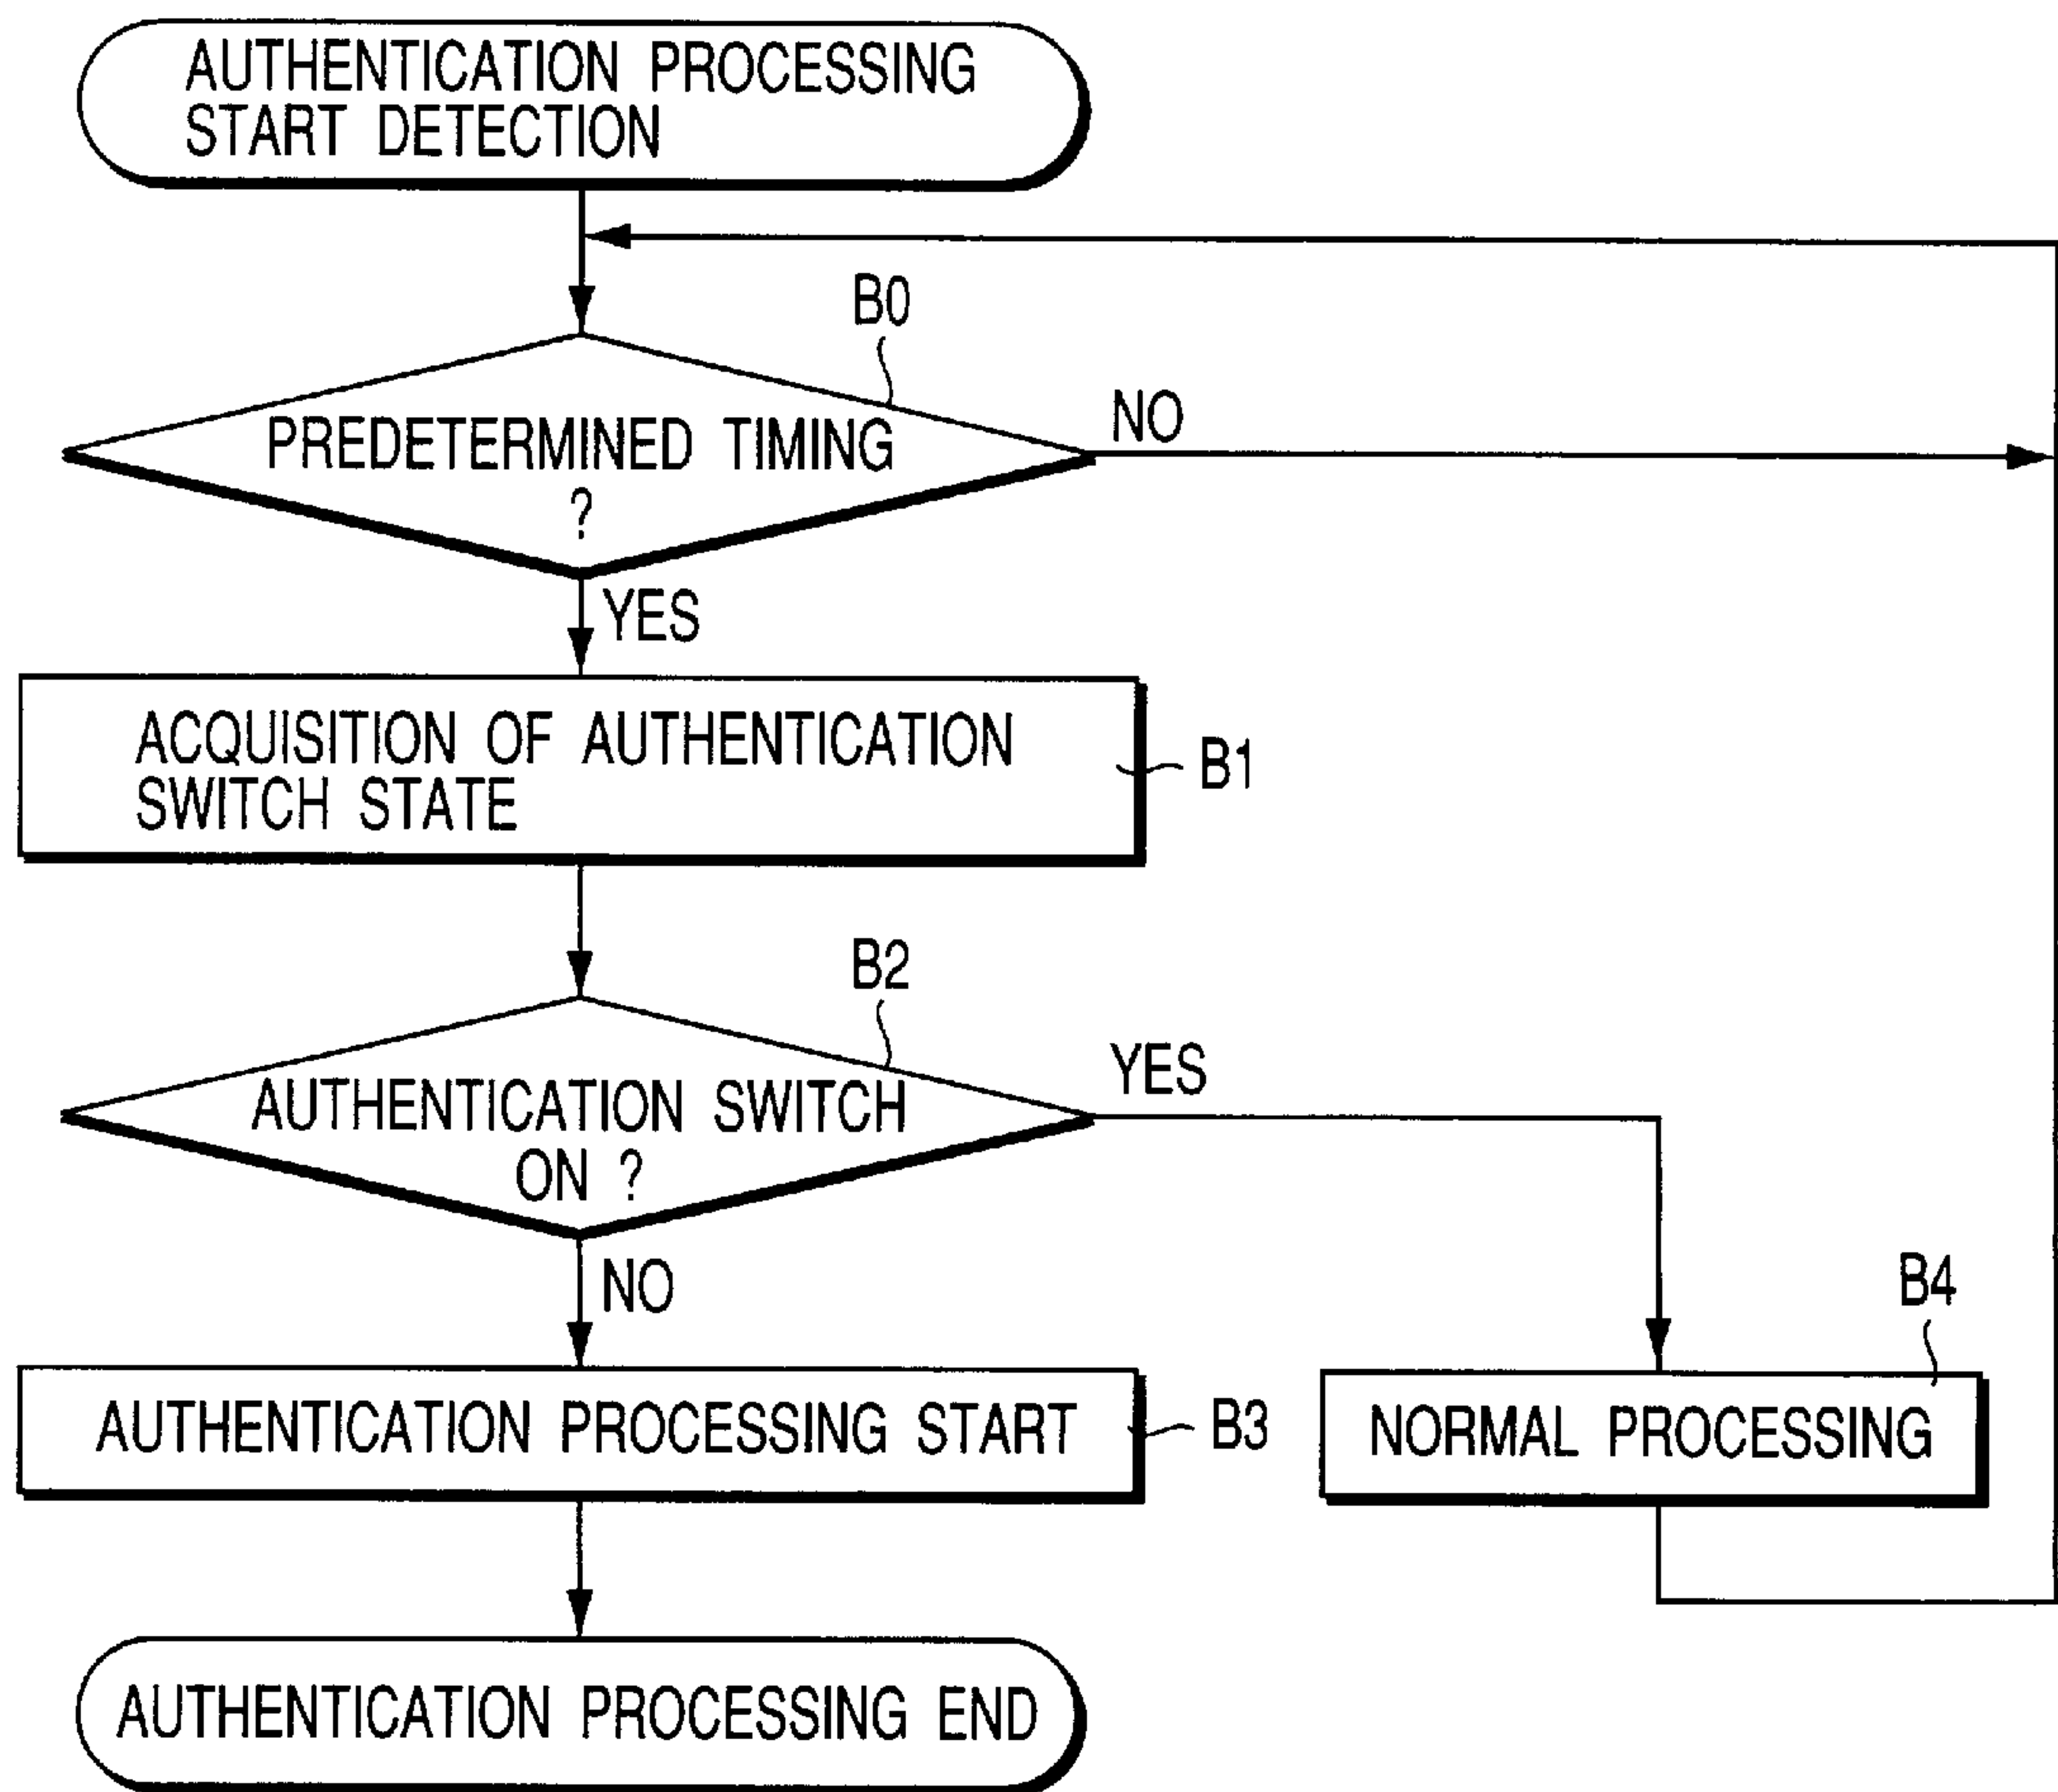 AUTHENTICATION PROCESSING
START DETECTION
B0
PREDETERMINED TIMING
?
NO
YES
ACQUISITION OF AUTHENTICATION
SWITCH STATE
B1
B2
AUTHENTICATION SWITCH
ON ?
YES
NO
B4
AUTHENTICATION PROCESSING START
B3
NORMAL PROCESSING
AUTHENTICATION PROCESSING END